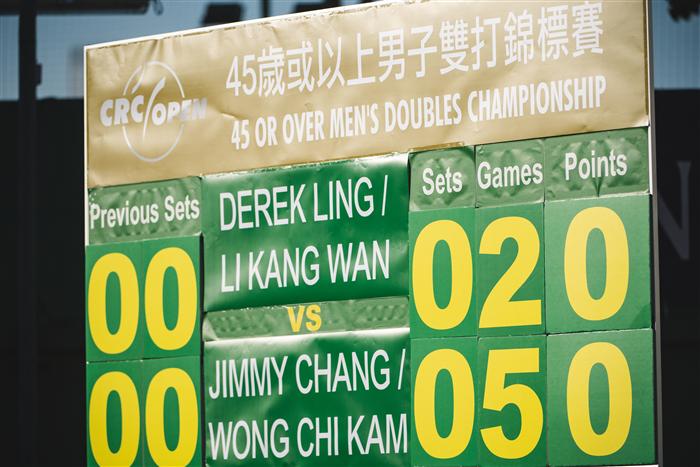 CRC OPEN
45歲或以上男子雙打錦標賽
45 OR OVER MEN'S DOUBLES CHAMPIONSHIP
Previous Sets Sets Games Points
DEREK LING /
LI KANG WAN
0 0 0 2 0
VS
JIMMY CHANG /
WONG CHI KAM
0 0 0 5 0